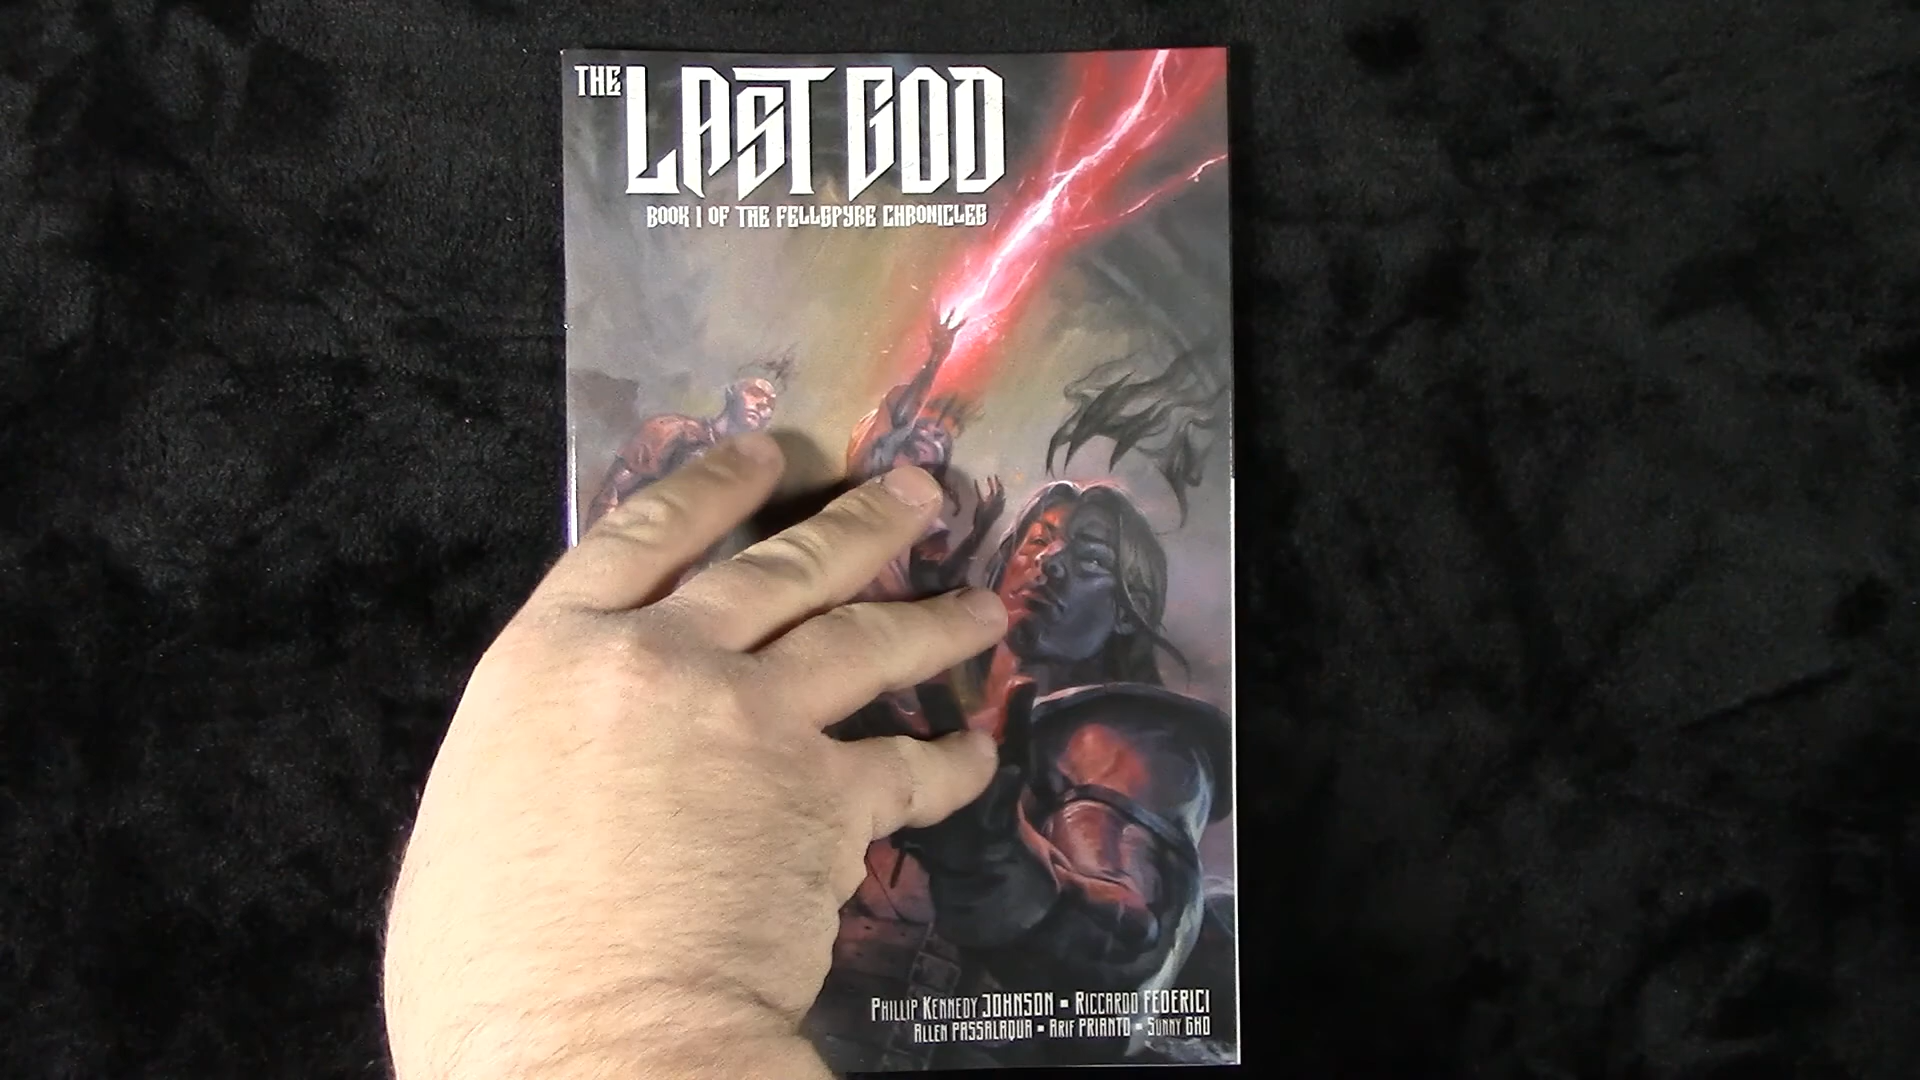 THE LAST GOD
BOOK 1 OF THE FELLSPYRE CHRONICLES
PHILLIP KENNEDY JOHNSON - RICCARDO FEDERICI
ALLEN PASSALAQUA - ARIF PRIANTO - SUNNY GHO